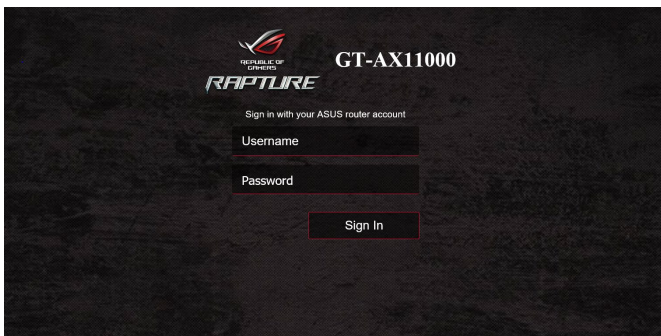 REPUBLIC OF
GAMERS
RAPTURE
GT-AX11000
Sign in with your ASUS router account
Username
Password
Sign In